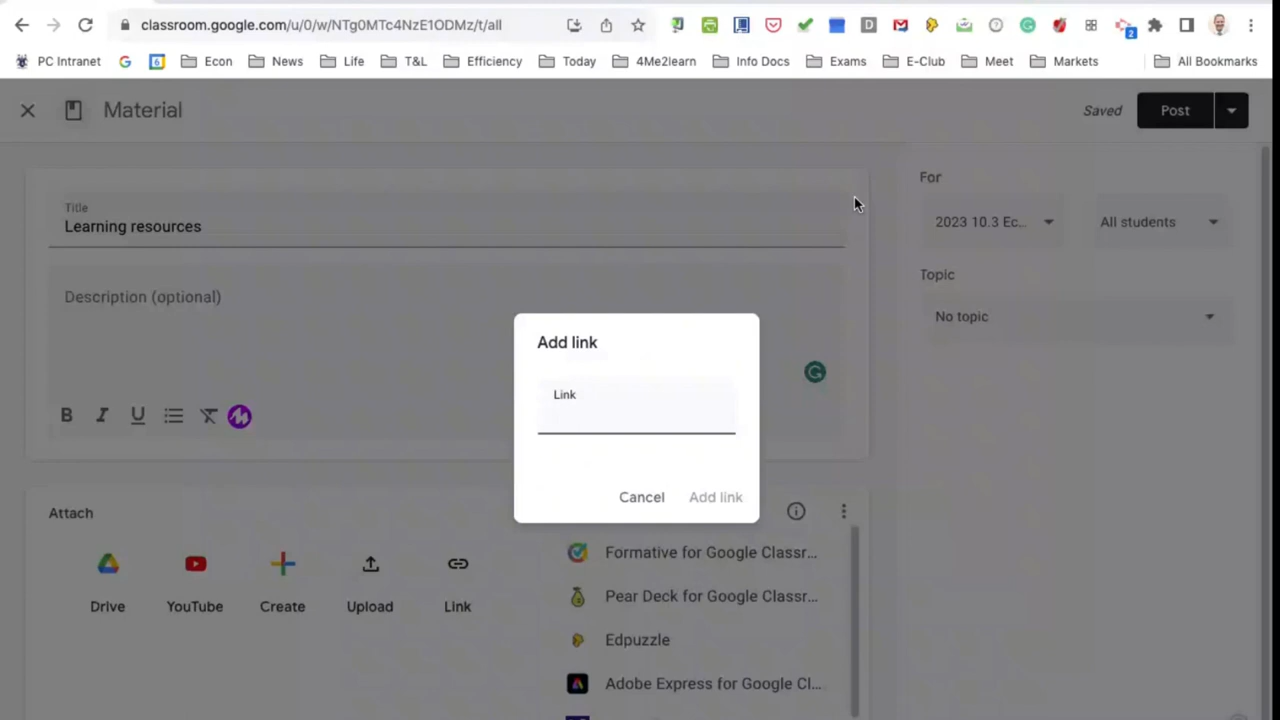 classroom.google.com/u/0/w/NTg0MTc4NzE1ODMz/t/all
D
2
PC Intranet
G
6
Econ
News
Life
T&L
Efficiency
Today
4Me2learn
Info Docs
Exams
E-Club
Meet
Markets
All Bookmarks
Material
Saved
Post
Title
Learning resources
Description (optional)
B I U
For
2023 10.3 Ec...
All students
Topic
No topic
Add link
Link
Cancel
Add link
Attach
Drive
YouTube
Create
Upload
Link
Formative for Google Classr...
Pear Deck for Google Classr...
Edpuzzle
Adobe Express for Google Cl...